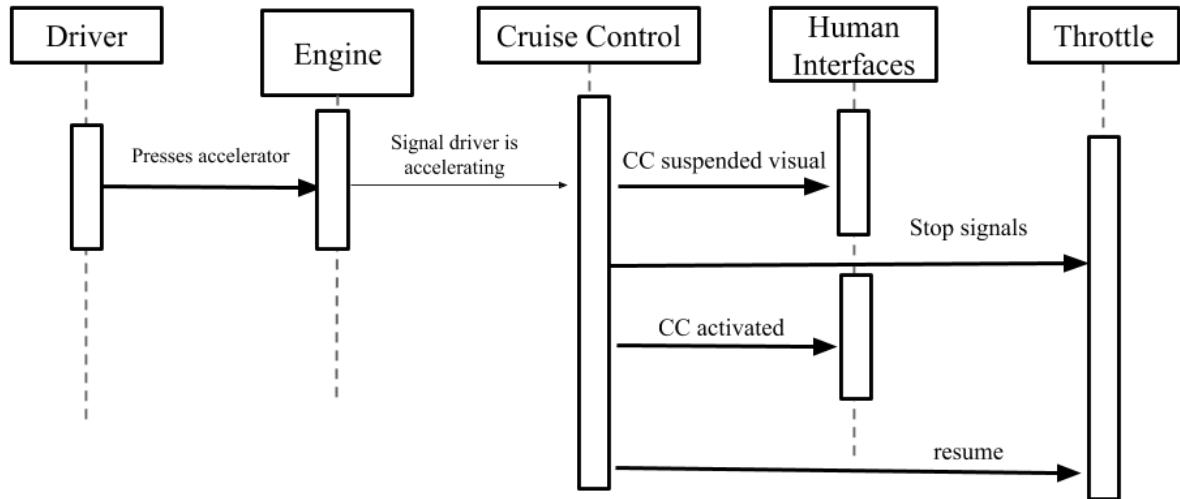 Driver
Engine
Cruise Control
Human
Interfaces
Throttle
Presses accelerator
Signal driver is
accelerating
CC suspended visual
Stop signals
CC activated
resume